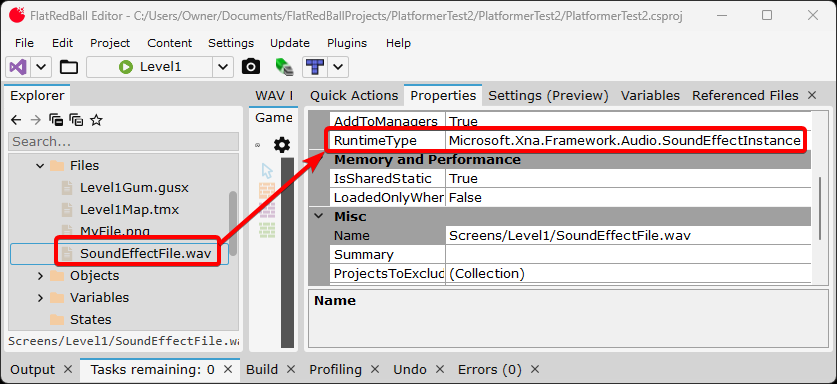 FlatRedBall Editor - C:/Users/Owner/Documents/FlatRedBallProjects/PlatformerTest2/PlatformerTest2/PlatformerTest2.csproj
File Edit Project Content Settings Update Plugins Help
Level1
Explorer
Search...
Files
Level1Gum.gusx
Level1Map.tmx
MyFile.png
SoundEffectFile.wav
Objects
Variables
States
Screens/Level1/SoundEffectFile.wa
WAV I
Game
Quick Actions Properties Settings (Preview) Variables Referenced Files
AddToManagers True
RuntimeType Microsoft.Xna.Framework.Audio.SoundEffectInstance
Memory and Performance
IsSharedStatic True
LoadedOnlyWher False
Misc
Name Screens/Level1/SoundEffectFile.wav
Summary
ProjectsToExcluc (Collection)
Name
Output Tasks remaining: 0 Build Profiling Undo Errors (0)